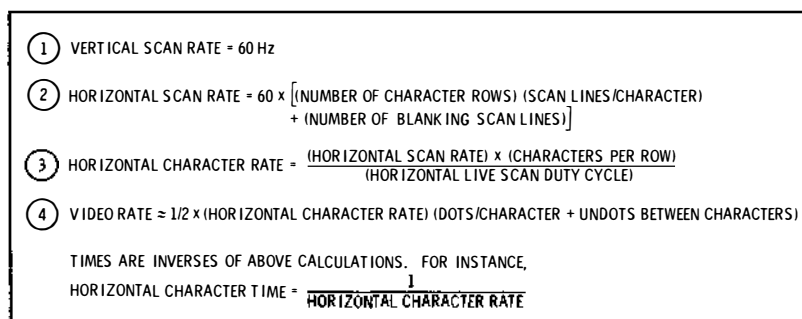 1 VERTICAL SCAN RATE = 60 Hz
2 HORIZONTAL SCAN RATE = 60 × [(NUMBER OF CHARACTER ROWS) (SCAN LINES/CHARACTER)
+ (NUMBER OF BLANKING SCAN LINES)]
3 HORIZONTAL CHARACTER RATE = (HORIZONTAL SCAN RATE) × (CHARACTERS PER ROW)
(HORIZONTAL LIVE SCAN DUTY CYCLE)
4 VIDEO RATE ≈ 1/2 × (HORIZONTAL CHARACTER RATE) (DOTS/CHARACTER + UNDOTS BETWEEN CHARACTERS)
TIMES ARE INVERSES OF ABOVE CALCULATIONS. FOR INSTANCE,
HORIZONTAL CHARACTER TIME = 1
HORIZONTAL CHARACTER RATE